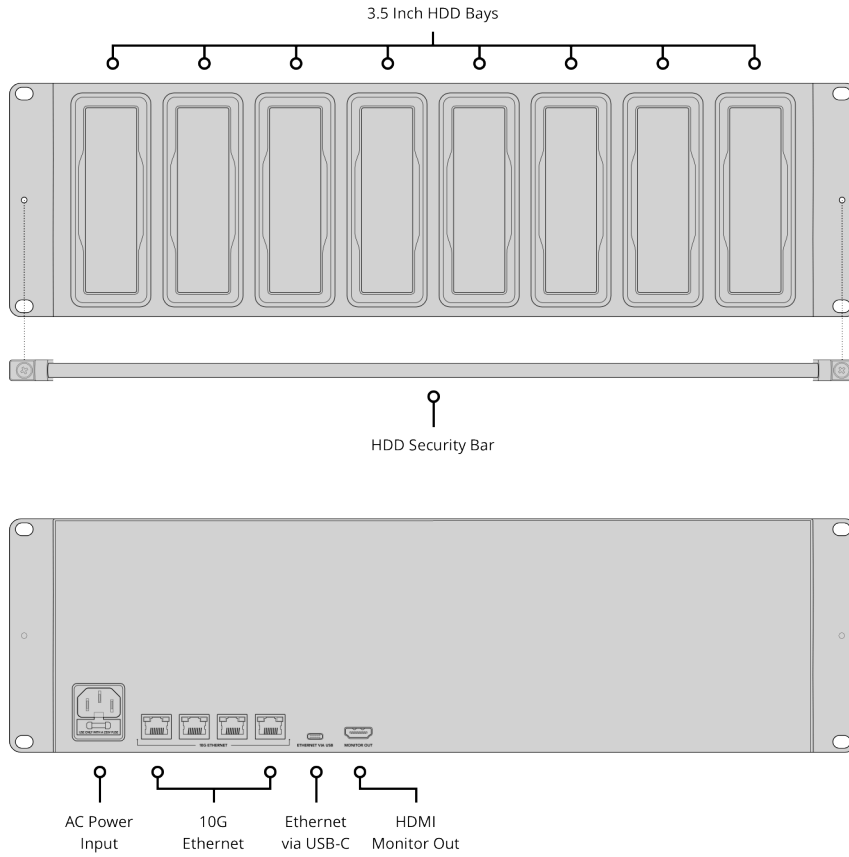 3.5 Inch HDD Bays
HDD Security Bar
10G ETHERNET
ETHERNET VIA USB
MONITOR OUT
AC Power
Input
10G
Ethernet
Ethernet
via USB-C
HDMI
Monitor Out